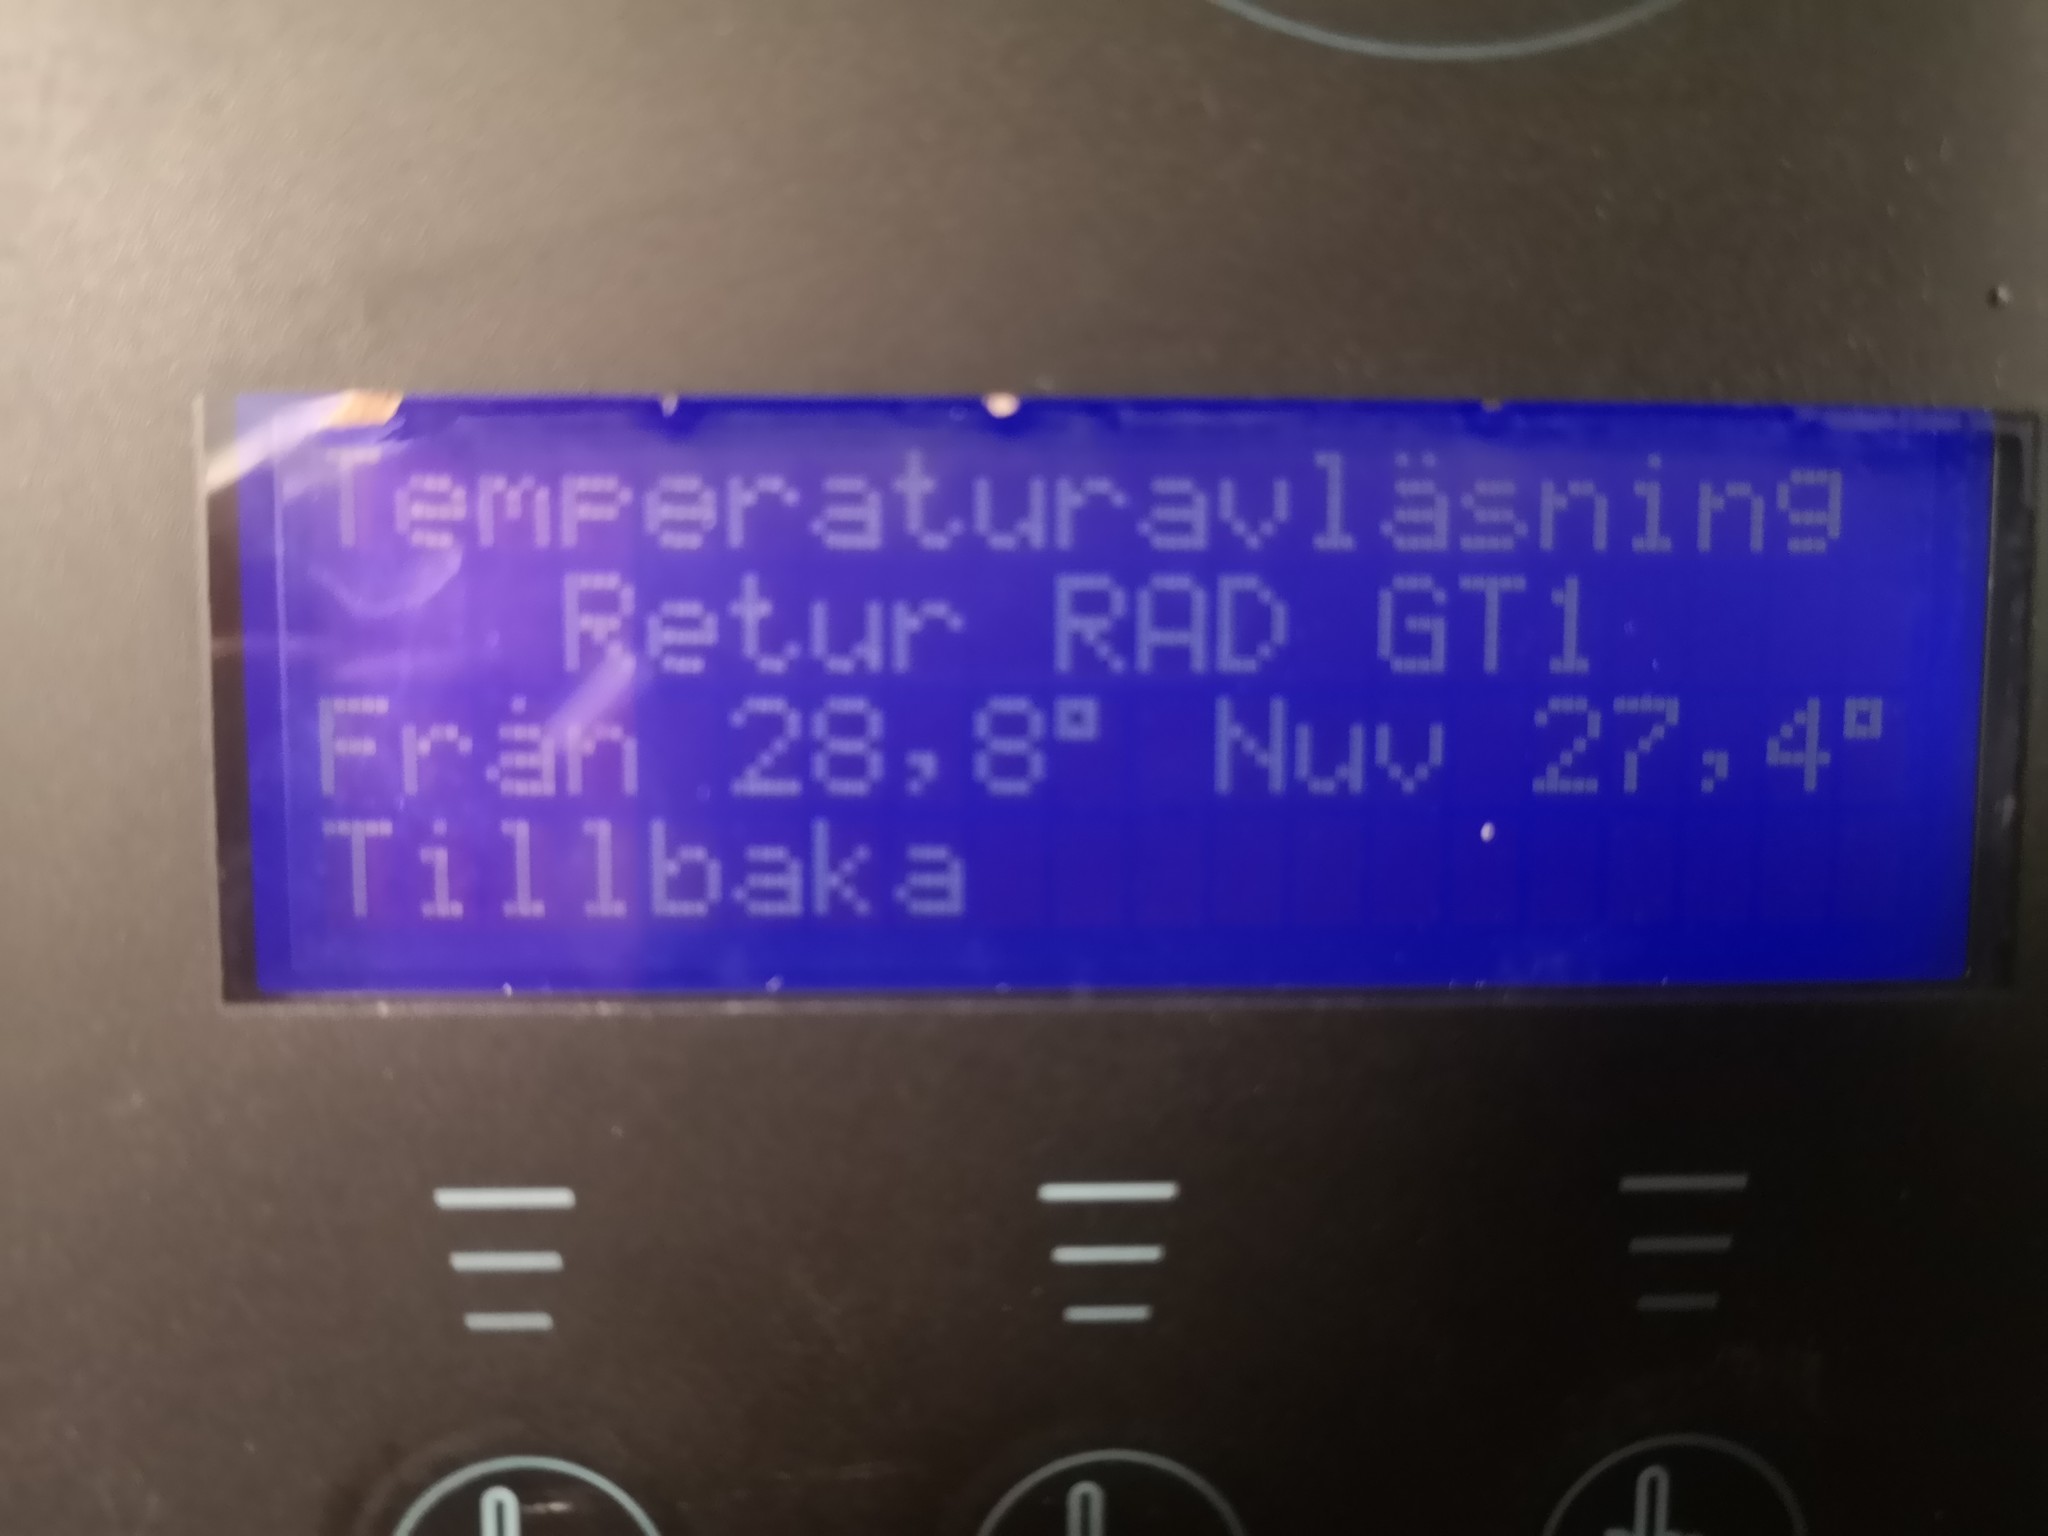 Temperaturavläsning
Retur RAD GT1
Från 28,8° Nuv 27,4°
Tillbaka